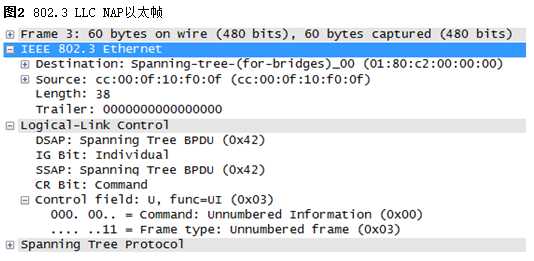 图2 802.3 LLC NAP以太帧
Frame 3: 60 bytes on wire (480 bits), 60 bytes captured (480 bits)
IEEE 802.3 Ethernet
Destination: Spanning-tree-(for-bridges)_00 (01:80:c2:00:00:00)
Source: cc:00:0f:10:f0:0f (cc:00:0f:10:f0:0f)
Length: 38
Trailer: 0000000000000000
Logical-Link Control
DSAP: Spanning Tree BPDU (0x42)
IG Bit: Individual
SSAP: Spanning Tree BPDU (0x42)
CR Bit: Command
Control field: U, func=UI (0x03)
000. 00.. = Command: Unnumbered Information (0x00)
.... ..11 = Frame type: Unnumbered frame (0x03)
Spanning Tree Protocol